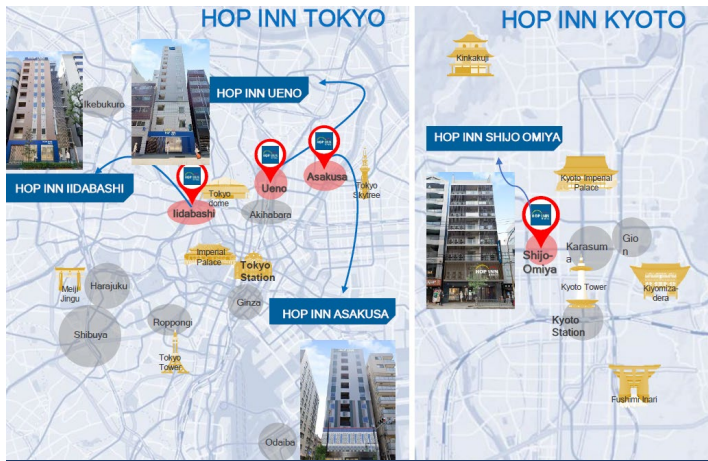 HOP INN TOKYO
HOP INN UENO
Ikebukuro
HOP INN IIDABASHI
Iidabashi
Tokyo
dome
Ueno
Akihabara
Asakusa
Tokyo
Skytree
Imperial
Palace
Tokyo
Station
Meiji
Jingu
Harajuku
Ginza
HOP INN ASAKUSA
Shibuya
Roppongi
Tokyo
Tower
Odaiba
HOP INN KYOTO
Kinkakuji
HOP INN SHIJO OMIYA
Kyoto Imperial
Palace
HOP INN
Shijo-
Omiya
Karasum
a
Gio
n
Kyoto Tower
Kiyomizu-
dera
Kyoto
Station
Fushimi Inari